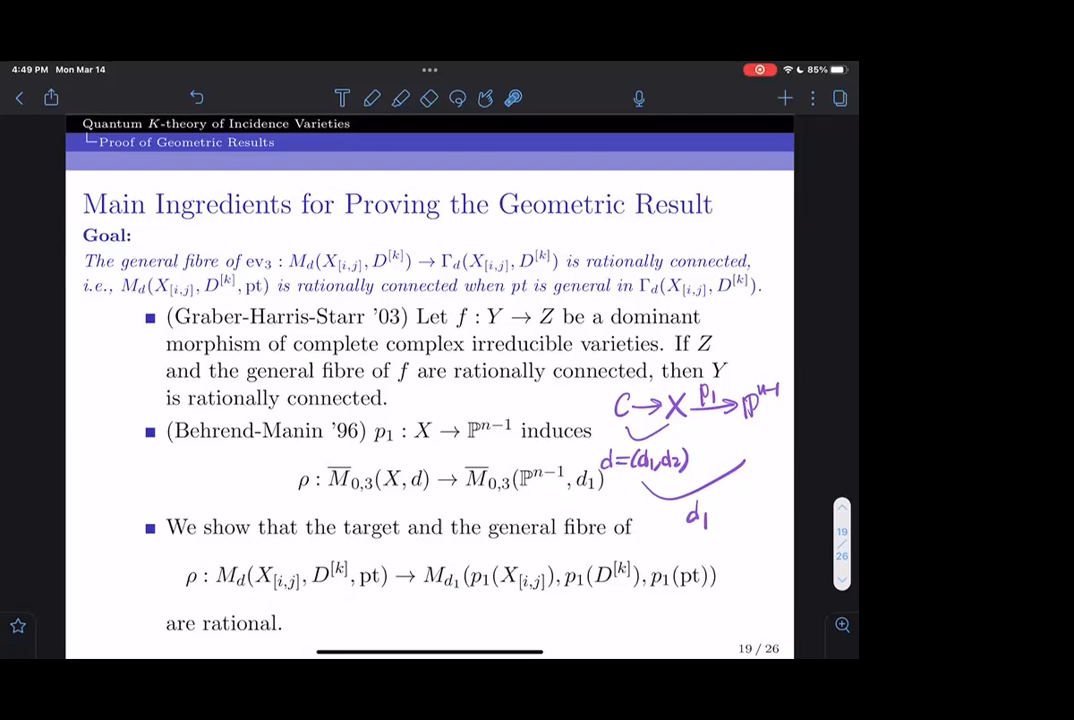 4:49 PM Mon Mar 14
85%
Quantum K-theory of Incidence Varieties
Proof of Geometric Results
Main Ingredients for Proving the Geometric Result
Goal:
The general fibre of ev₃ : M_d(X_{[i,j]}, D^{[k]}) → Γ_d(X_{[i,j]}, D^{[k]}) is rationally connected,
i.e., M_d(X_{[i,j]}, D^{[k]}, pt) is rationally connected when pt is general in Γ_d(X_{[i,j]}, D^{[k]}).
■ (Graber-Harris-Starr '03) Let f : Y → Z be a dominant
morphism of complete complex irreducible varieties. If Z
and the general fibre of f are rationally connected, then Y
is rationally connected.
C → X →^{p₁} ℙ^{n-1}
■ (Behrend-Manin '96) p₁ : X → ℙ^{n−1} induces
d=(d₁,d₂)
ρ : M̅_{0,3}(X, d) → M̅_{0,3}(ℙ^{n−1}, d₁)
d₁
■ We show that the target and the general fibre of
ρ : M_d(X_{[i,j]}, D^{[k]}, pt) → M_{d₁}(p₁(X_{[i,j]}), p₁(D^{[k]}), p₁(pt))
are rational.
19 / 26
19
/
26